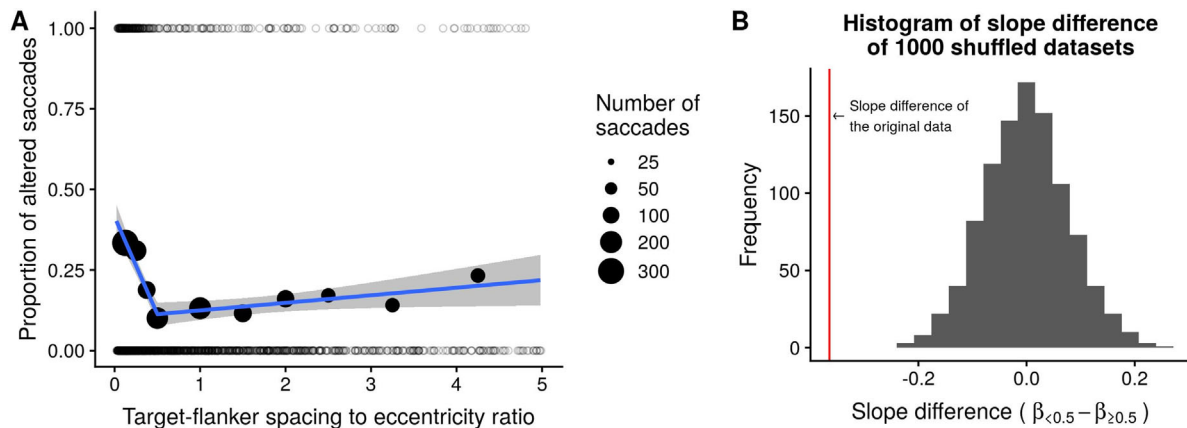 A
Proportion of altered saccades
1.00
0.75
0.50
0.25
0.00
0
1
2
3
4
5
Target-flanker spacing to eccentricity ratio
Number of
saccades
25
50
100
200
300
B
Histogram of slope difference
of 1000 shuffled datasets
Frequency
150
100
50
0
← Slope difference of
the original data
-0.2
0.0
0.2
Slope difference ( β<0.5 − β≥0.5 )